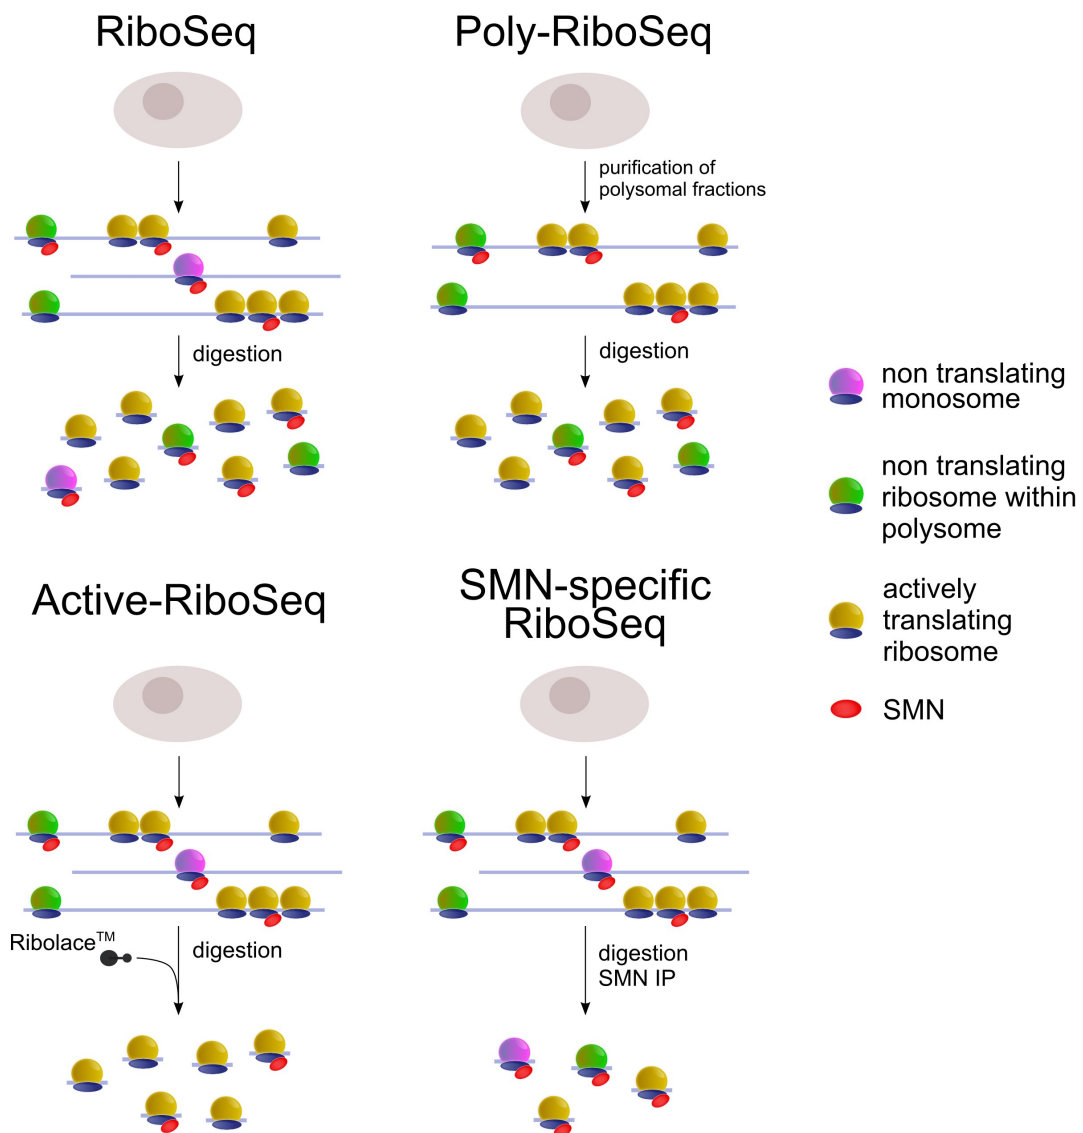 RiboSeq
Poly-RiboSeq
purification of
polysomal fractions
digestion
digestion
non translating
monosome
non translating
ribosome within
polysome
actively
translating
ribosome
SMN
Active-RiboSeq
SMN-specific
RiboSeq
Ribolace™
digestion
digestion
SMN IP